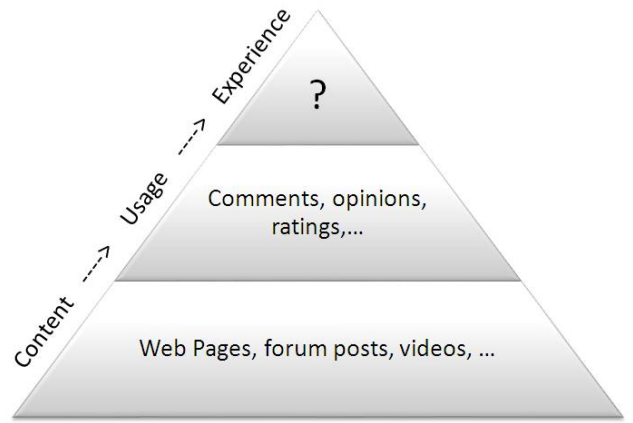 Experience
?
Usage
Comments, opinions,
ratings,...
Content
Web Pages, forum posts, videos, ...